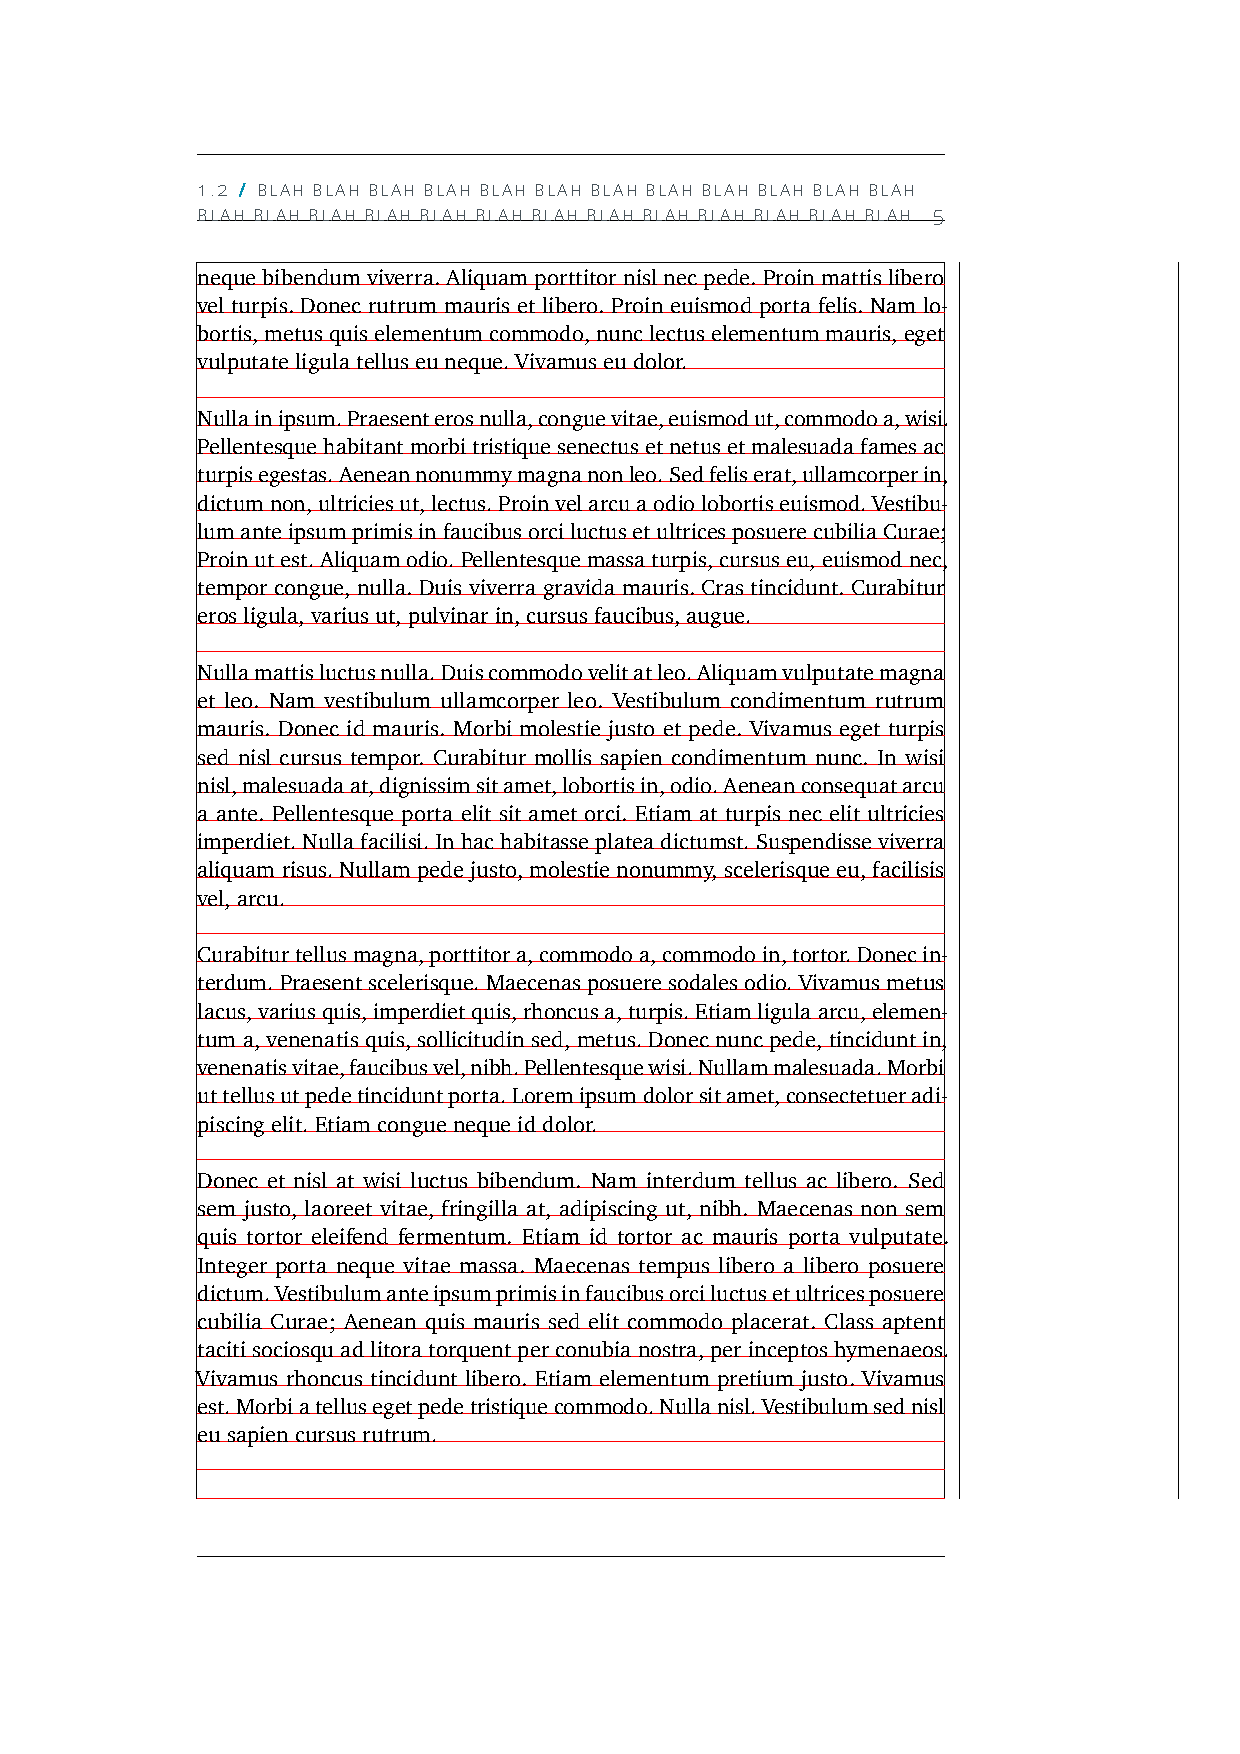 1.2 / BLAH BLAH BLAH BLAH BLAH BLAH BLAH BLAH BLAH BLAH BLAH BLAH
BLAH BLAH BLAH BLAH BLAH BLAH BLAH BLAH BLAH BLAH BLAH BLAH BLAH 5
neque bibendum viverra. Aliquam porttitor nisl nec pede. Proin mattis libero
vel turpis. Donec rutrum mauris et libero. Proin euismod porta felis. Nam lo-
bortis, metus quis elementum commodo, nunc lectus elementum mauris, eget
vulputate ligula tellus eu neque. Vivamus eu dolor.
Nulla in ipsum. Praesent eros nulla, congue vitae, euismod ut, commodo a, wisi.
Pellentesque habitant morbi tristique senectus et netus et malesuada fames ac
turpis egestas. Aenean nonummy magna non leo. Sed felis erat, ullamcorper in,
dictum non, ultricies ut, lectus. Proin vel arcu a odio lobortis euismod. Vestibu-
lum ante ipsum primis in faucibus orci luctus et ultrices posuere cubilia Curae;
Proin ut est. Aliquam odio. Pellentesque massa turpis, cursus eu, euismod nec,
tempor congue, nulla. Duis viverra gravida mauris. Cras tincidunt. Curabitur
eros ligula, varius ut, pulvinar in, cursus faucibus, augue.
Nulla mattis luctus nulla. Duis commodo velit at leo. Aliquam vulputate magna
et leo. Nam vestibulum ullamcorper leo. Vestibulum condimentum rutrum
mauris. Donec id mauris. Morbi molestie justo et pede. Vivamus eget turpis
sed nisl cursus tempor. Curabitur mollis sapien condimentum nunc. In wisi
nisl, malesuada at, dignissim sit amet, lobortis in, odio. Aenean consequat arcu
a ante. Pellentesque porta elit sit amet orci. Etiam at turpis nec elit ultricies
imperdiet. Nulla facilisi. In hac habitasse platea dictumst. Suspendisse viverra
aliquam risus. Nullam pede justo, molestie nonummy, scelerisque eu, facilisis
vel, arcu.
Curabitur tellus magna, porttitor a, commodo a, commodo in, tortor. Donec in-
terdum. Praesent scelerisque. Maecenas posuere sodales odio. Vivamus metus
lacus, varius quis, imperdiet quis, rhoncus a, turpis. Etiam ligula arcu, elemen-
tum a, venenatis quis, sollicitudin sed, metus. Donec nunc pede, tincidunt in,
venenatis vitae, faucibus vel, nibh. Pellentesque wisi. Nullam malesuada. Morbi
ut tellus ut pede tincidunt porta. Lorem ipsum dolor sit amet, consectetuer adi-
piscing elit. Etiam congue neque id dolor.
Donec et nisl at wisi luctus bibendum. Nam interdum tellus ac libero. Sed
sem justo, laoreet vitae, fringilla at, adipiscing ut, nibh. Maecenas non sem
quis tortor eleifend fermentum. Etiam id tortor ac mauris porta vulputate.
Integer porta neque vitae massa. Maecenas tempus libero a libero posuere
dictum. Vestibulum ante ipsum primis in faucibus orci luctus et ultrices posuere
cubilia Curae; Aenean quis mauris sed elit commodo placerat. Class aptent
taciti sociosqu ad litora torquent per conubia nostra, per inceptos hymenaeos.
Vivamus rhoncus tincidunt libero. Etiam elementum pretium justo. Vivamus
est. Morbi a tellus eget pede tristique commodo. Nulla nisl. Vestibulum sed nisl
eu sapien cursus rutrum.